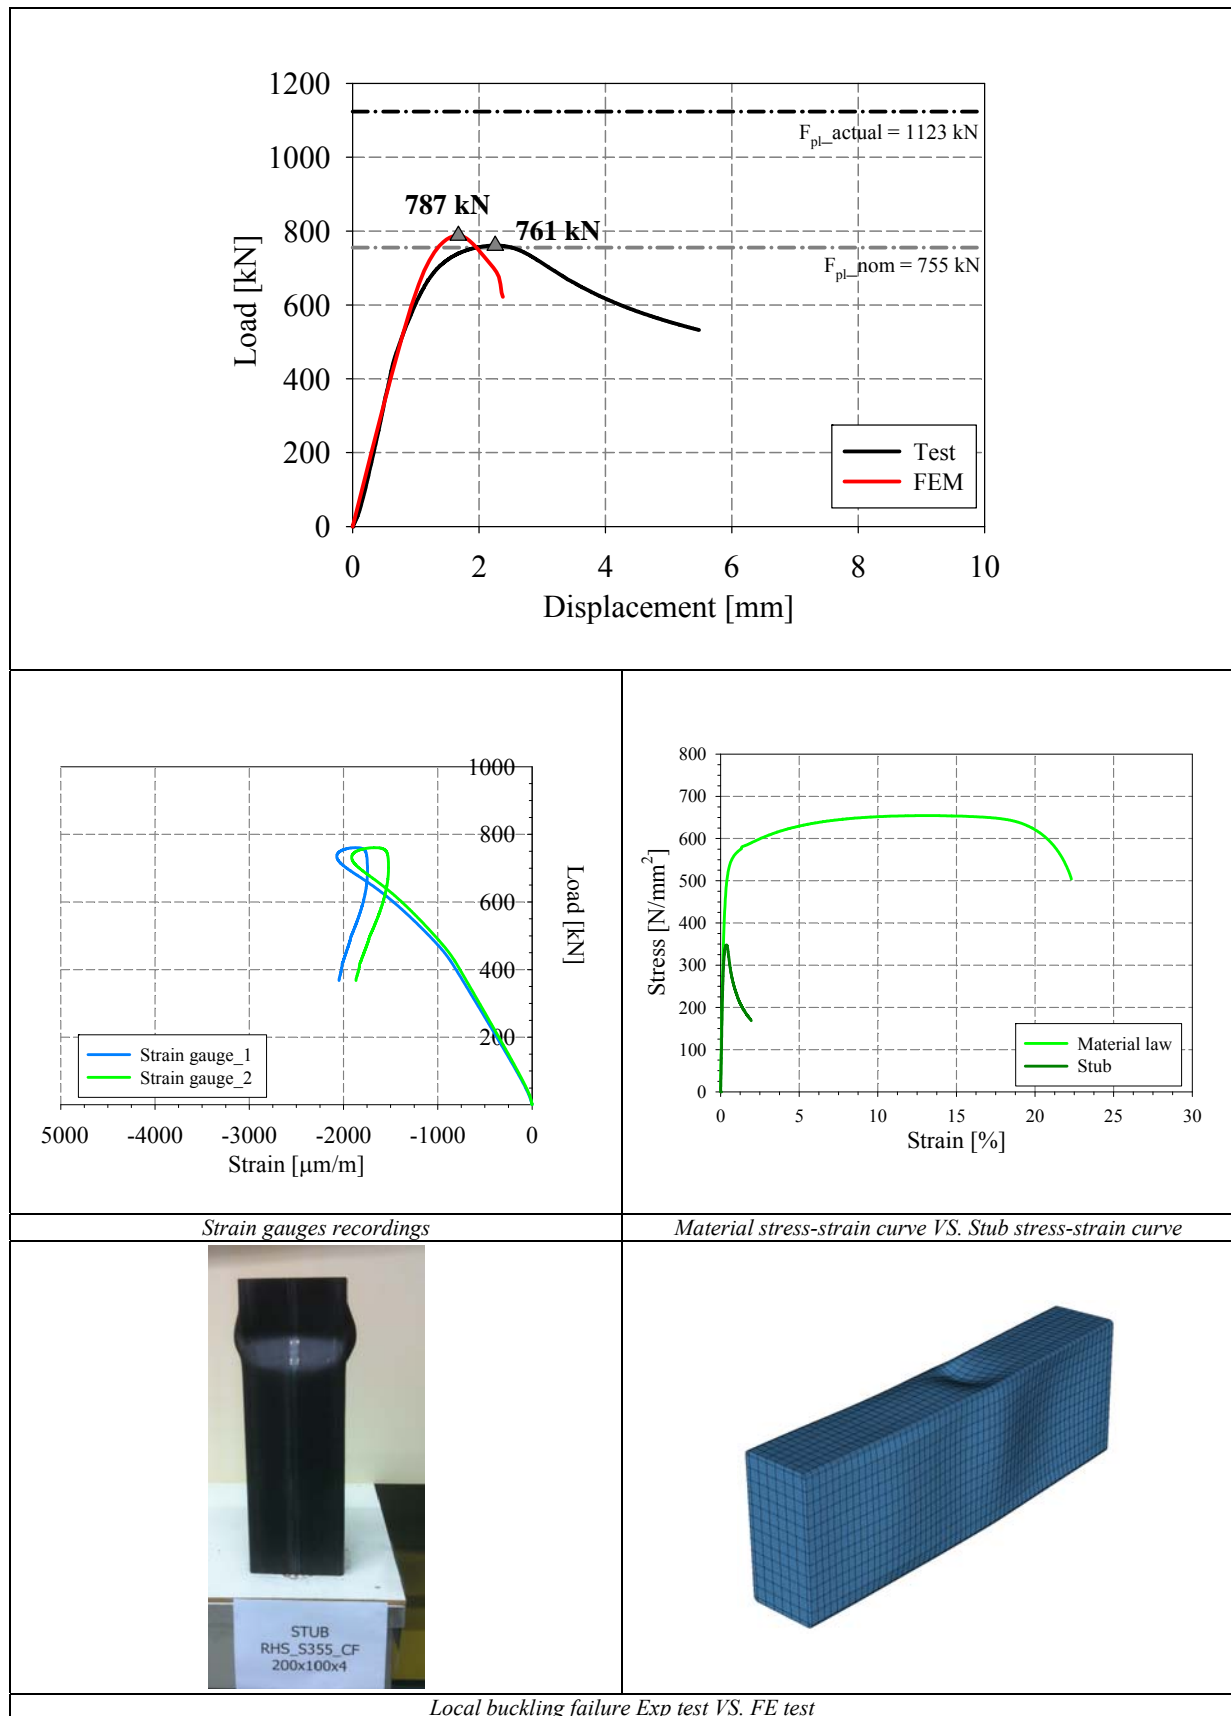 1200
1000
800
600
400
200
0
Load [kN]
F_pl_actual = 1123 kN
787 kN
761 kN
F_pl_nom = 755 kN
Test
FEM
0 2 4 6 8 10
Displacement [mm]
1000
800
600
400
200
Load [kN]
Strain gauge_1
Strain gauge_2
5000 -4000 -3000 -2000 -1000 0
Strain [µm/m]
800
700
600
500
400
300
200
100
0
Stress [N/mm²]
Material law
Stub
0 5 10 15 20 25 30
Strain [%]
Strain gauges recordings
Material stress-strain curve VS. Stub stress-strain curve
STUB
RHS_S355_CF
200x100x4
Local buckling failure Exp test VS. FE test